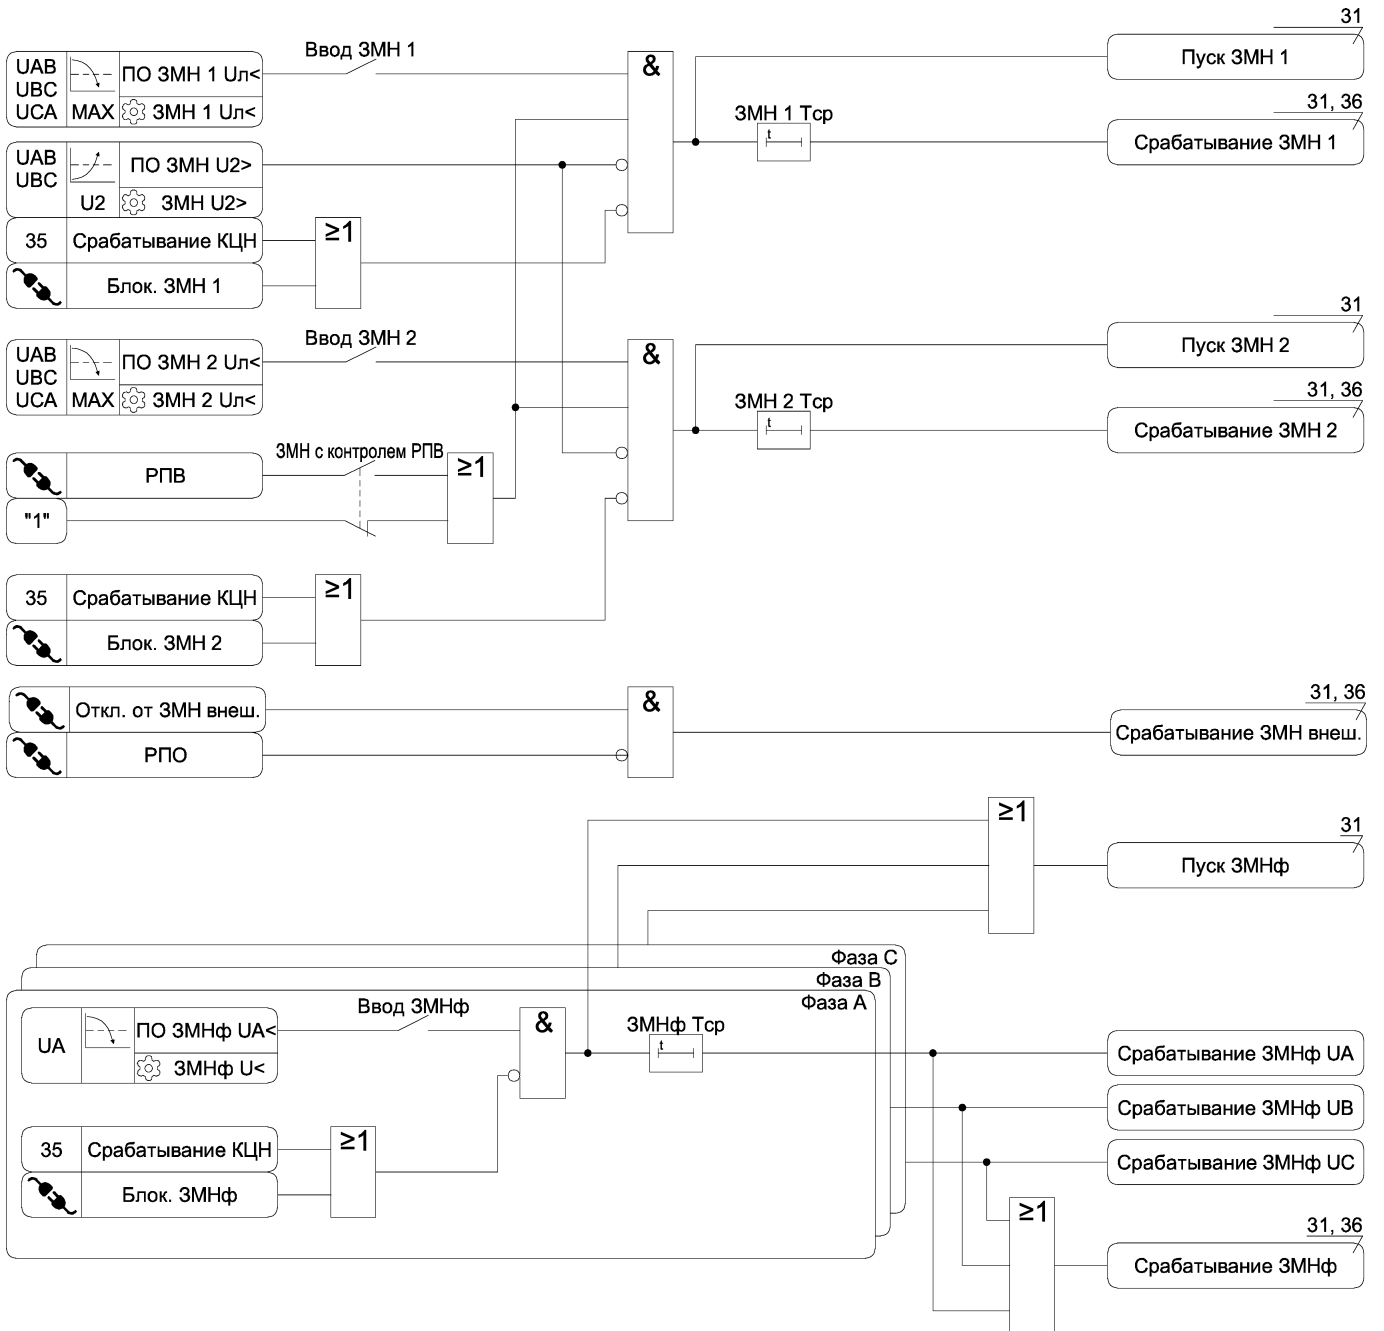 31
Ввод ЗМН 1
UAB
UBC
UCA
MAX
ПО ЗМН 1 Uл<
ЗМН 1 Uл<
&
Пуск ЗМН 1
31, 36
ЗМН 1 Тср
t
Срабатывание ЗМН 1
UAB
UBC
U2
ПО ЗМН U2>
ЗМН U2>
35
Срабатывание КЦН
≥1
Блок. ЗМН 1
31
Ввод ЗМН 2
UAB
UBC
UCA
MAX
ПО ЗМН 2 Uл<
ЗМН 2 Uл<
&
Пуск ЗМН 2
31, 36
ЗМН 2 Тср
t
Срабатывание ЗМН 2
ЗМН с контролем РПВ
РПВ
≥1
"1"
35
Срабатывание КЦН
≥1
Блок. ЗМН 2
31, 36
Откл. от ЗМН внеш.
&
РПО
Срабатывание ЗМН внеш.
≥1
31
Пуск ЗМНф
Фаза C
Фаза B
Фаза A
Ввод ЗМНф
UA
ПО ЗМНф UA<
ЗМНф U<
&
ЗМНф Тср
t
Срабатывание ЗМНф UA
Срабатывание ЗМНф UB
35
Срабатывание КЦН
≥1
Блок. ЗМНф
Срабатывание ЗМНф UC
≥1
31, 36
Срабатывание ЗМНф